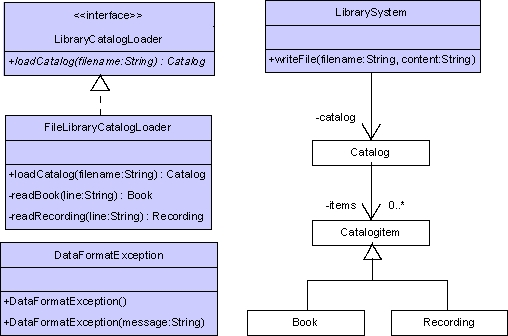 <<interface>>
LibraryCatalogLoader
+loadCatalog(filename:String) : Catalog
FileLibraryCatalogLoader
+loadCatalog(filename:String) : Catalog
-readBook(line:String) : Book
-readRecording(line:String) : Recording
DataFormatException
+DataFormatException()
+DataFormatException(message:String)
LibrarySystem
+writeFile(filename:String, content:String)
-catalog
Catalog
-items 0..*
Catalogitem
Book
Recording